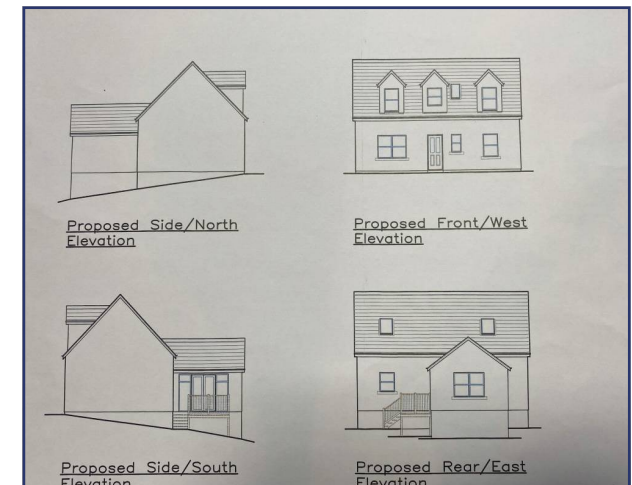 Proposed Side/North
Elevation
Proposed Front/West
Elevation
Proposed Side/South
Elevation
Proposed Rear/East
Elevation